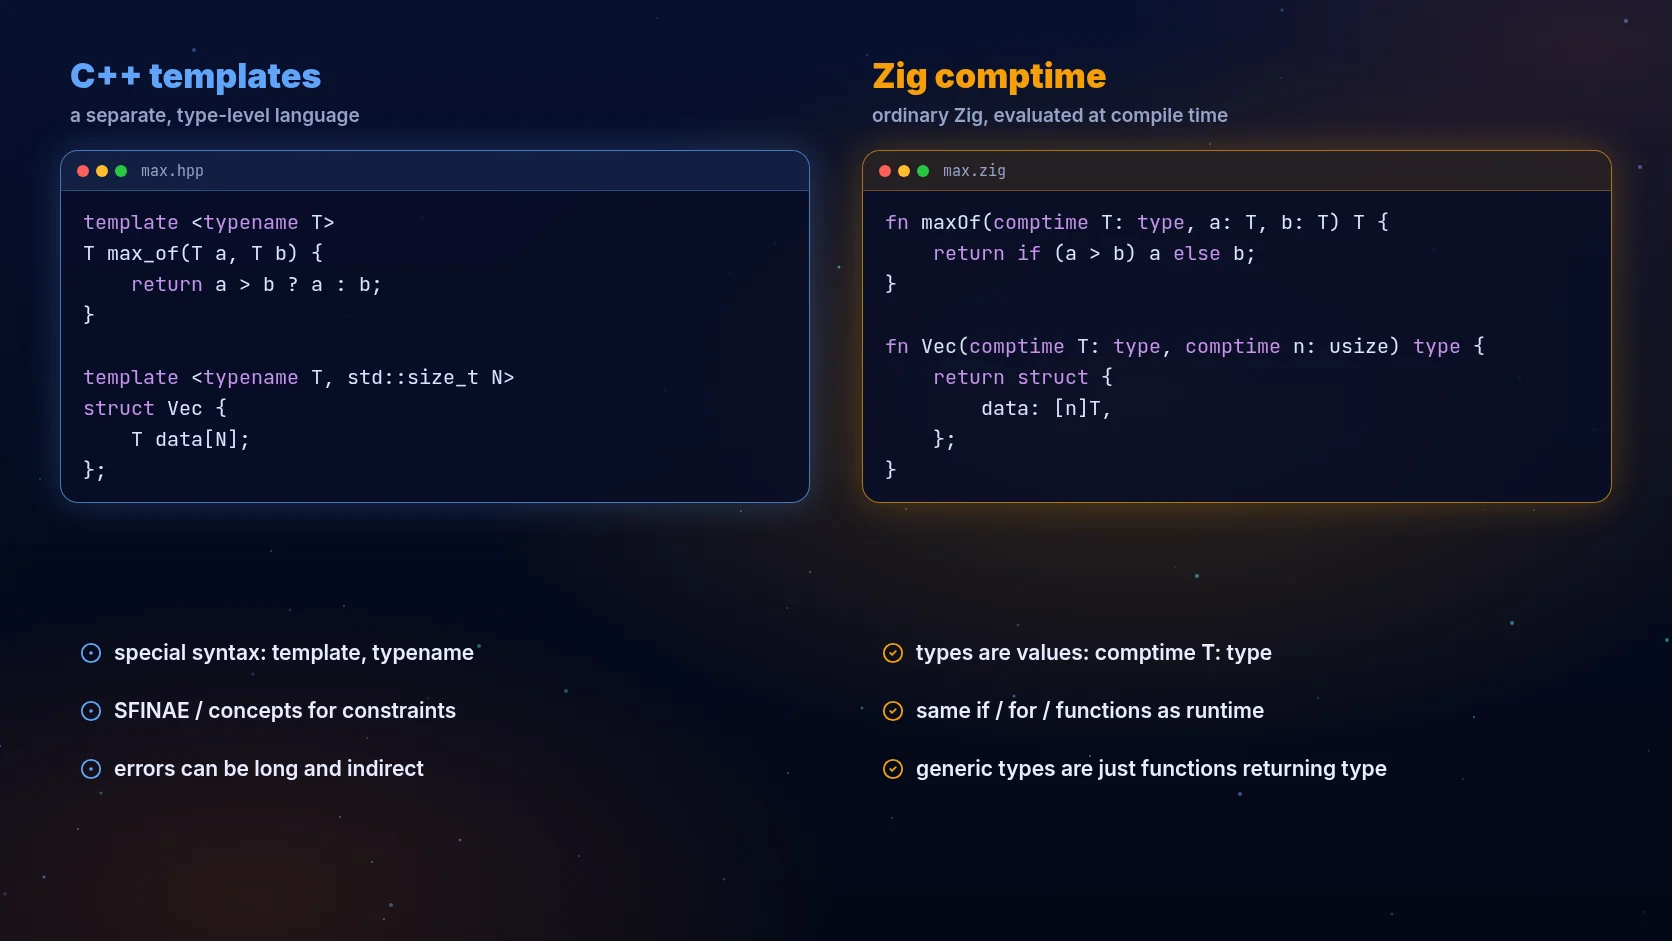 C++ templates
a separate, type-level language
max.hpp
template <typename T>
T max_of(T a, T b) {
    return a > b ? a : b;
}

template <typename T, std::size_t N>
struct Vec {
    T data[N];
};
special syntax: template, typename
SFINAE / concepts for constraints
errors can be long and indirect
Zig comptime
ordinary Zig, evaluated at compile time
max.zig
fn maxOf(comptime T: type, a: T, b: T) T {
    return if (a > b) a else b;
}

fn Vec(comptime T: type, comptime n: usize) type {
    return struct {
        data: [n]T,
    };
}
types are values: comptime T: type
same if / for / functions as runtime
generic types are just functions returning type